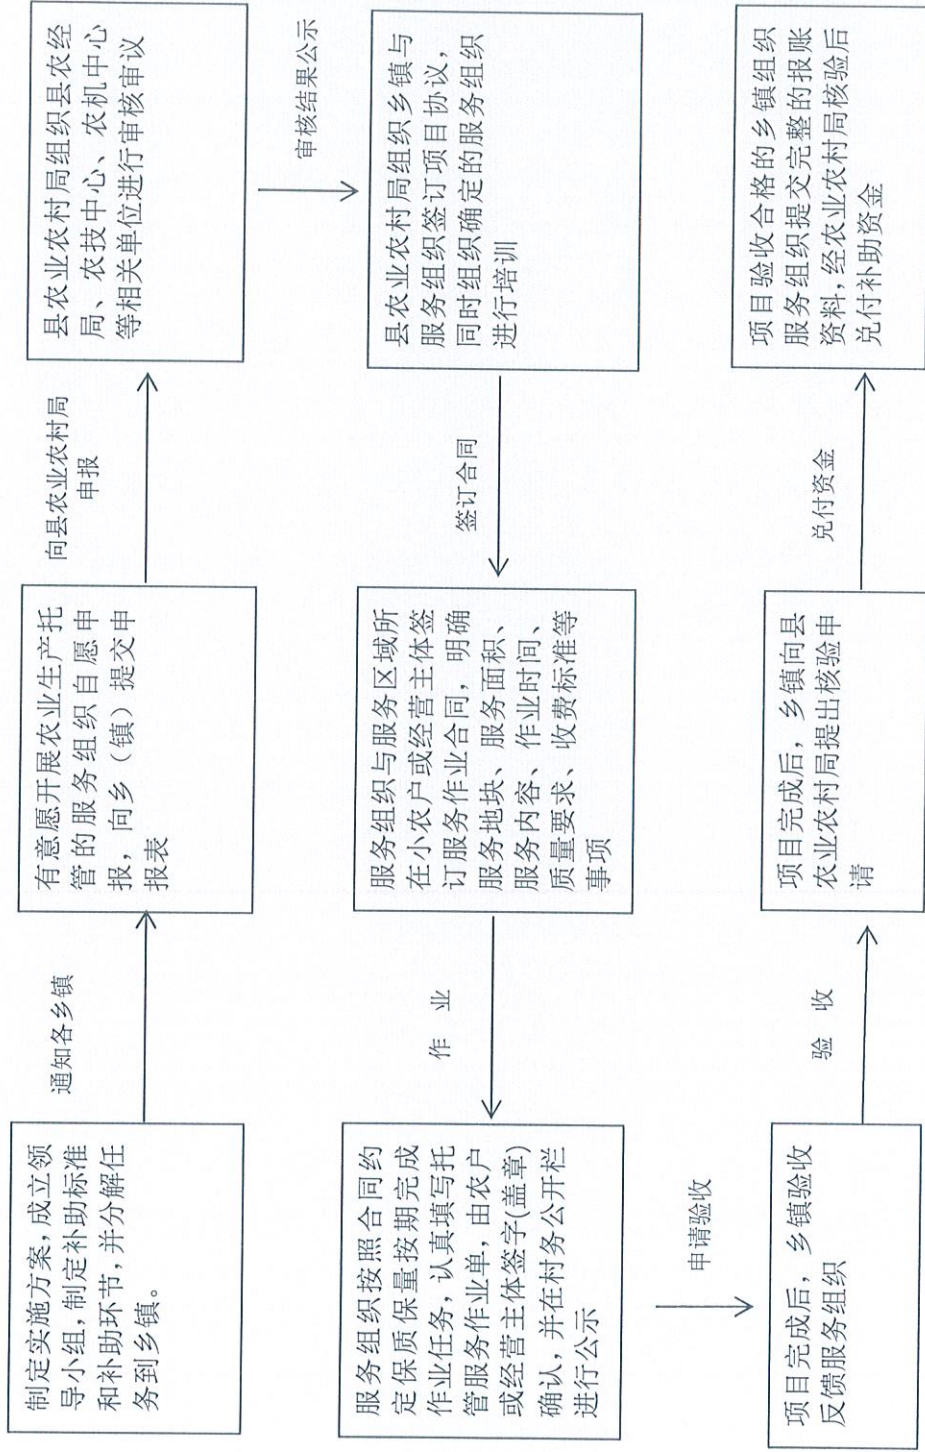 制定实施方案,成立领
导小组,制定补助标准
和补助环节,并分解任
务到乡镇。
通知各乡镇
有意愿开展农业生产托
管的服务组织自愿申
报，向乡（镇）提交申
报表
向县农业农村局
申报
县农业农村局组织县农经
局、农技中心、农机中心
等相关单位进行审核审议
审核结果公示
县农业农村局组织乡镇与
服务组织签订项目协议，
同时组织确定的服务组织
进行培训
签订合同
服务组织与服务区域所
在小农户或经营主体签
订服务作业合同，明确
服务地块、服务面积、
服务内容、作业时间、
质量要求、收费标准等
事项
作 业
服务组织按照合同约
定保质保量按期完成
作业任务，认真填写托
管服务作业单，由农户
或经营主体签字(盖章)
确认，并在村务公开栏
进行公示
申请验收
项目完成后，乡镇验收
反馈服务组织
验 收
项目完成后，乡镇向县
农业农村局提出核验申
请
兑付资金
项目验收合格的乡镇组织
服务组织提交完整的报账
资料,经农业农村局核验后
兑付补助资金